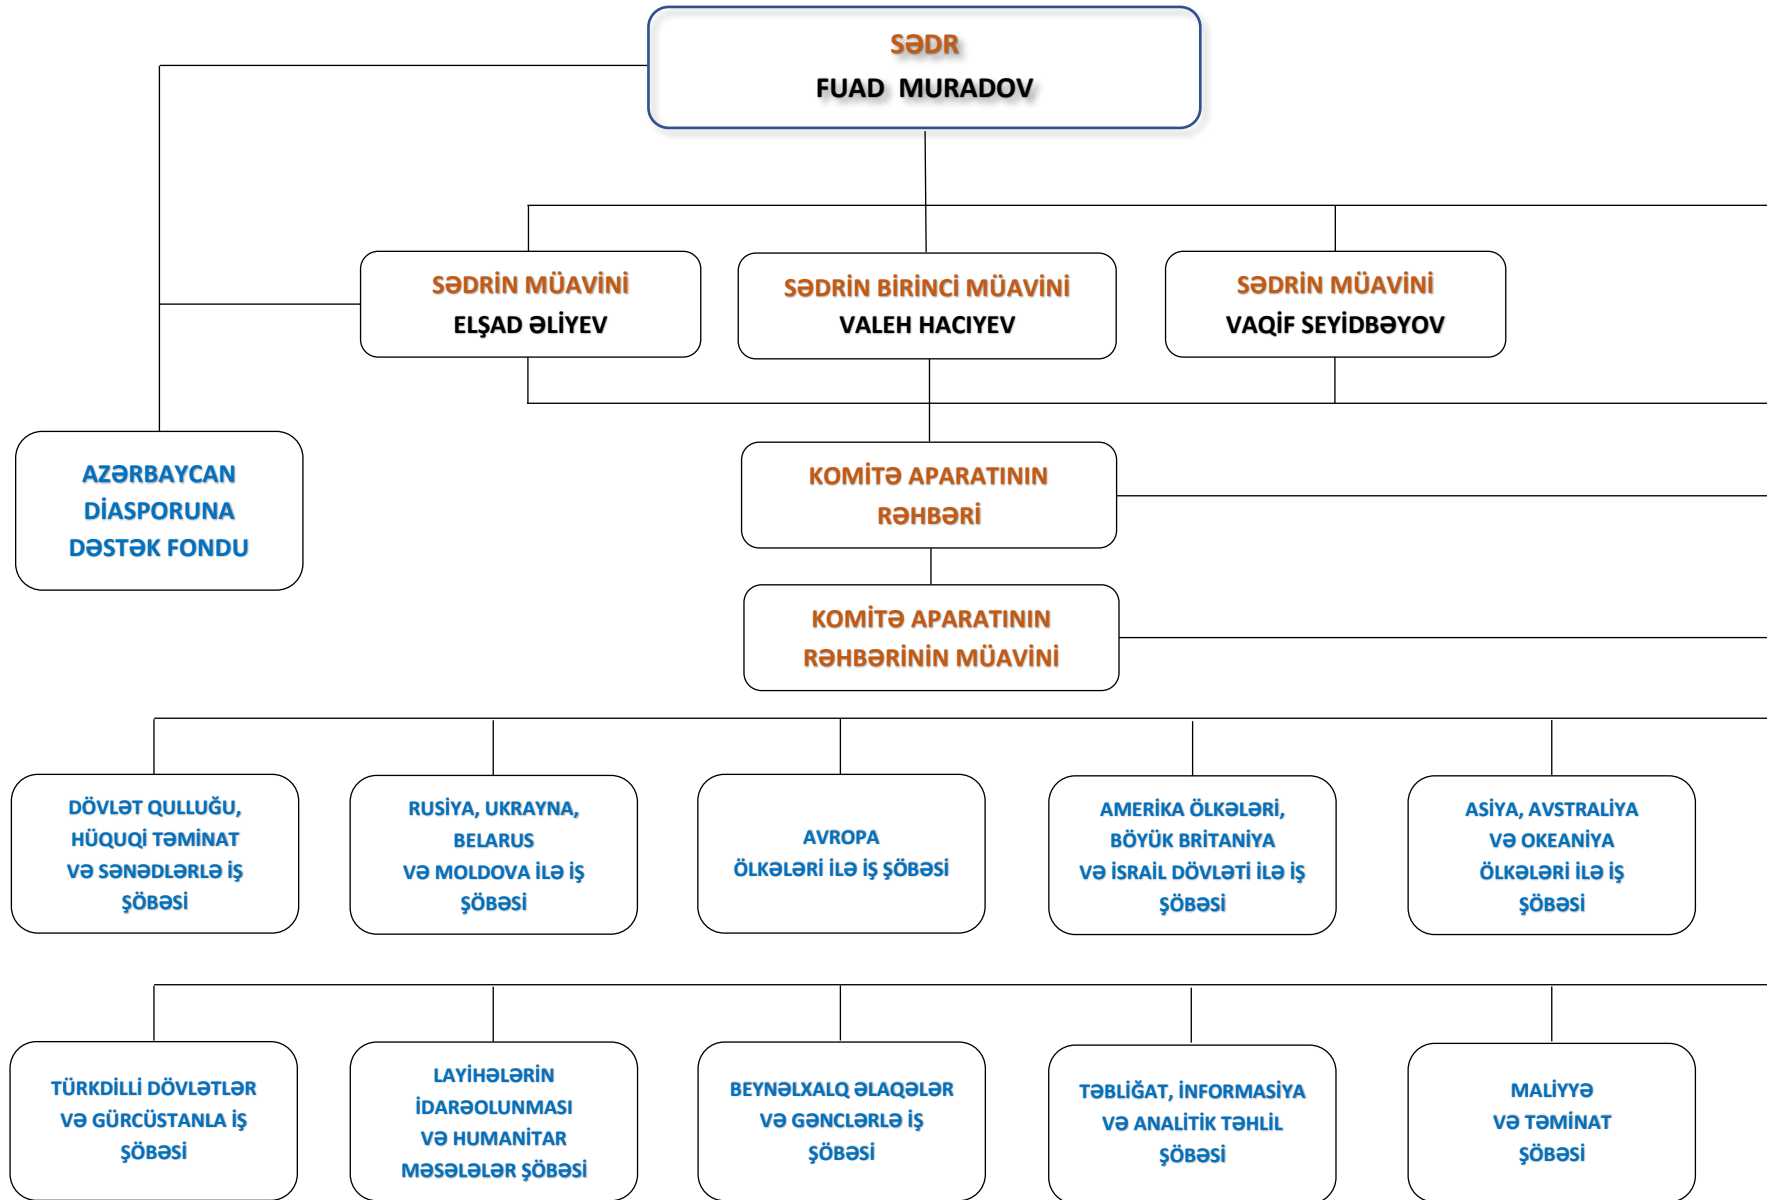 SƏDR
FUAD MURADOV
SƏDRİN MÜAVİNİ
ELŞAD ƏLİYEV
SƏDRİN BİRİNCİ MÜAVİNİ
VALEH HACIYEV
SƏDRİN MÜAVİNİ
VAQİF SEYİDBƏYOV
AZƏRBAYCAN
DİASPORUNA
DƏSTƏK FONDU
KOMİTƏ APARATININ
RƏHBƏRİ
KOMİTƏ APARATININ
RƏHBƏRİNİN MÜAVİNİ
DÖVLƏT QULLUĞU,
HÜQUQİ TƏMİNAT
VƏ SƏNƏDLƏRLƏ İŞ
ŞÖBƏSİ
RUSİYA, UKRAYNA,
BELARUS
VƏ MOLDOVA İLƏ İŞ
ŞÖBƏSİ
AVROPA
ÖLKƏLƏRİ İLƏ İŞ ŞÖBƏSİ
AMERİKA ÖLKƏLƏRİ,
BÖYÜK BRİTANİYA
VƏ İSRAİL DÖVLƏTİ İLƏ İŞ
ŞÖBƏSİ
ASİYA, AVSTRALİYA
VƏ OKEANİYA
ÖLKƏLƏRİ İLƏ İŞ
ŞÖBƏSİ
TÜRKDİLLİ DÖVLƏTLƏR
VƏ GÜRCÜSTANLA İŞ
ŞÖBƏSİ
LAYİHƏLƏRİN
İDARƏOLUNMASI
VƏ HUMANİTAR
MƏSƏLƏLƏR ŞÖBƏSİ
BEYNƏLXALQ ƏLAQƏLƏR
VƏ GƏNCLƏRLƏ İŞ
ŞÖBƏSİ
TƏBLİĞAT, İNFORMASİYA
VƏ ANALİTİK TƏHLİL
ŞÖBƏSİ
MALİYYƏ
VƏ TƏMİNAT
ŞÖBƏSİ